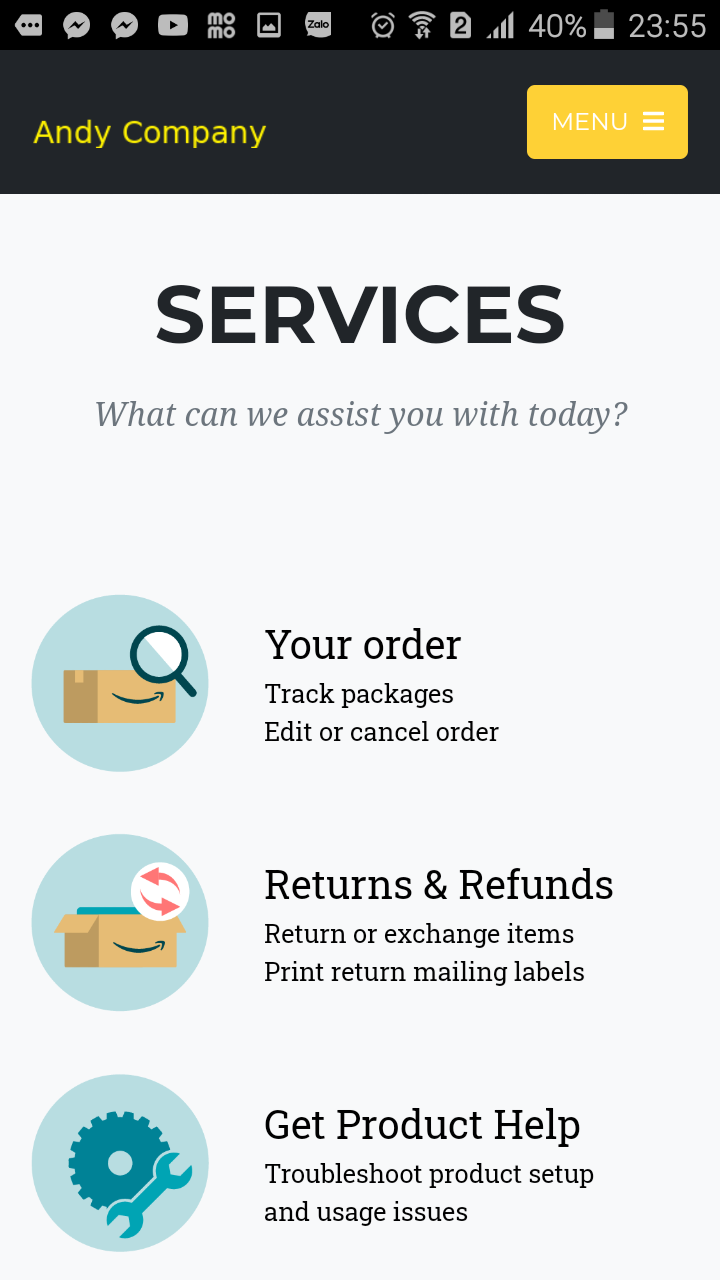 mo
mo
Zalo
2
40%
23:55
Andy Company
MENU
SERVICES
What can we assist you with today?
Your order
Track packages
Edit or cancel order
Returns & Refunds
Return or exchange items
Print return mailing labels
Get Product Help
Troubleshoot product setup
and usage issues